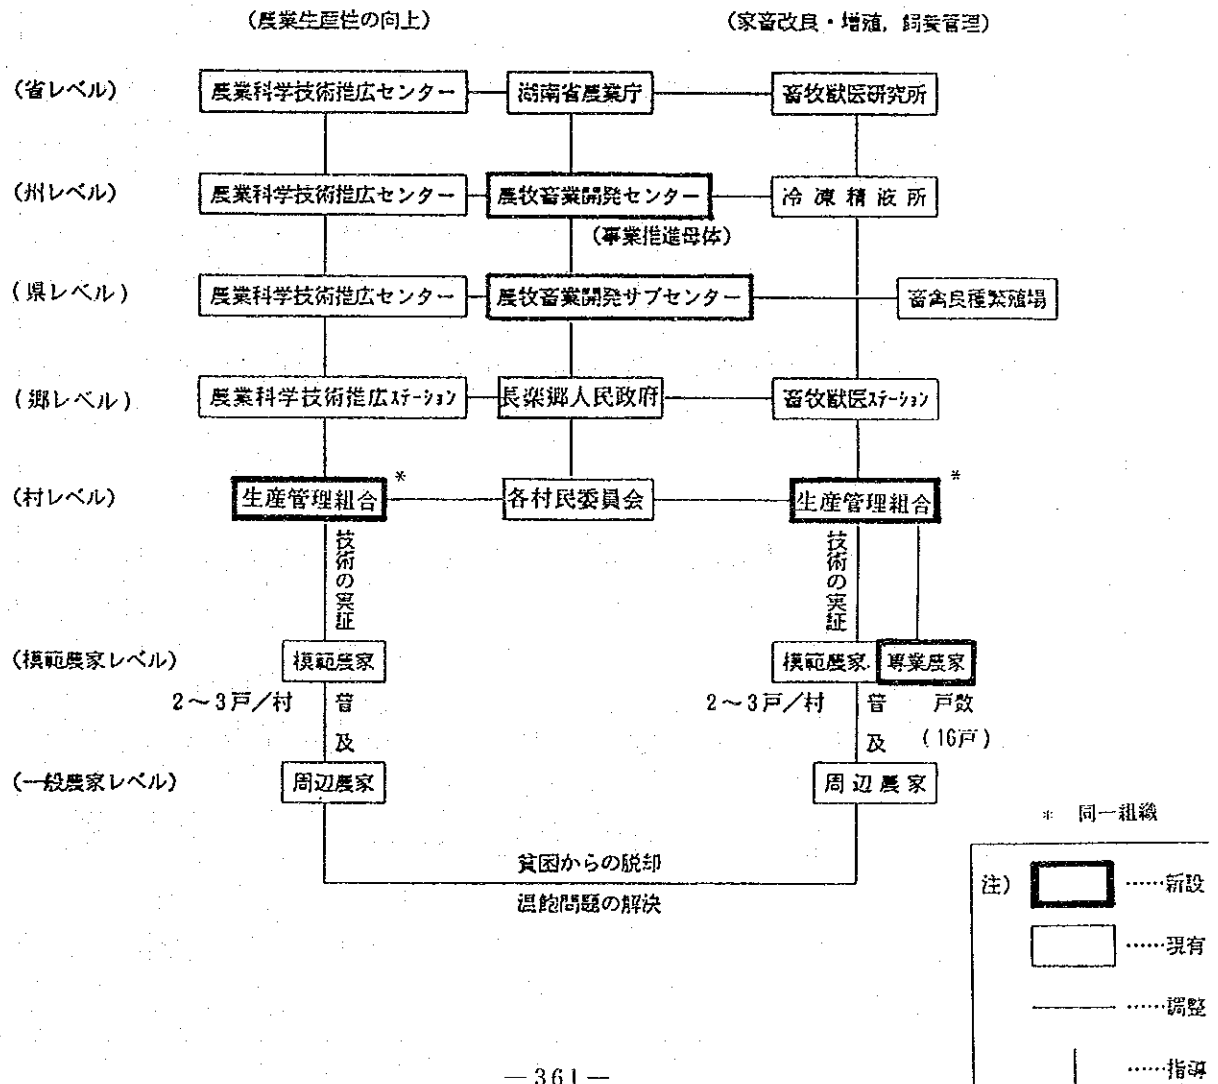 (農業生産性の向上)
(家畜改良・増殖, 飼養管理)
(省レベル)
農業科学技術推広センター
湖南省農業庁
畜牧獣医研究所
(州レベル)
農業科学技術推広センター
農牧畜業開発センター
冷凍精液所
(事業推進母体)
(県レベル)
農業科学技術推広センター
農牧畜業開発サブセンター
畜禽良種繁殖場
(郷レベル)
農業科学技術推広ステーション
長楽郷人民政府
畜牧獣医ステーション
(村レベル)
生産管理組合
*
各村民委員会
生産管理組合
*
技術の実証
技術の実証
(模範農家レベル)
模範農家
模範農家
専業農家
2〜3戸/村
普及
2〜3戸/村
普及
戸数
(16戸)
(一般農家レベル)
周辺農家
周辺農家
貧困からの脱却
温飽問題の解決
* 同一組織
注)
……新設
……現有
……調整
……指導
—361—